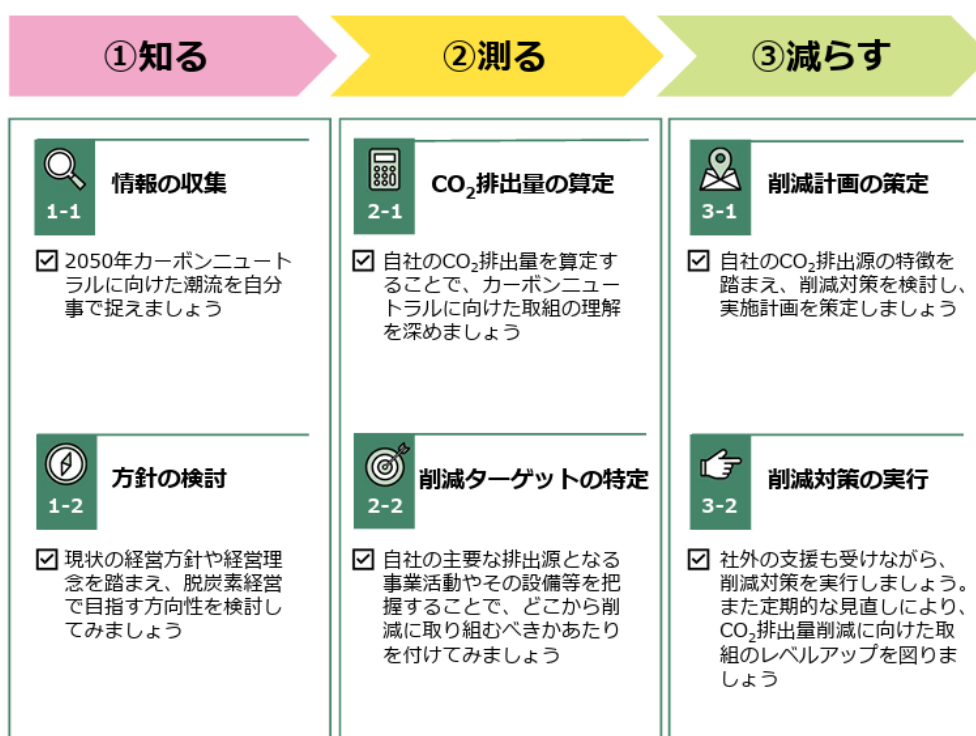 ①知る
②測る
③減らす
1-1
情報の収集
2050年カーボンニュート
ラルに向けた潮流を自分
事で捉えましょう
1-2
方針の検討
現状の経営方針や経営理
念を踏まえ、脱炭素経営
で目指す方向性を検討し
てみましょう
2-1
CO₂排出量の算定
自社のCO₂排出量を算定す
ることで、カーボンニュー
トラルに向けた取組の理解
を深めましょう
2-2
削減ターゲットの特定
自社の主要な排出源となる
事業活動やその設備等を把
握することで、どこから削
減に取り組むべきかあたり
を付けてみましょう
3-1
削減計画の策定
自社のCO₂排出源の特徴を
踏まえ、削減対策を検討し、
実施計画を策定しましょう
3-2
削減対策の実行
社外の支援も受けながら、
削減対策を実行しましょう。
また定期的な見直しにより、
CO₂排出量削減に向けた取
組のレベルアップを図りま
しょう